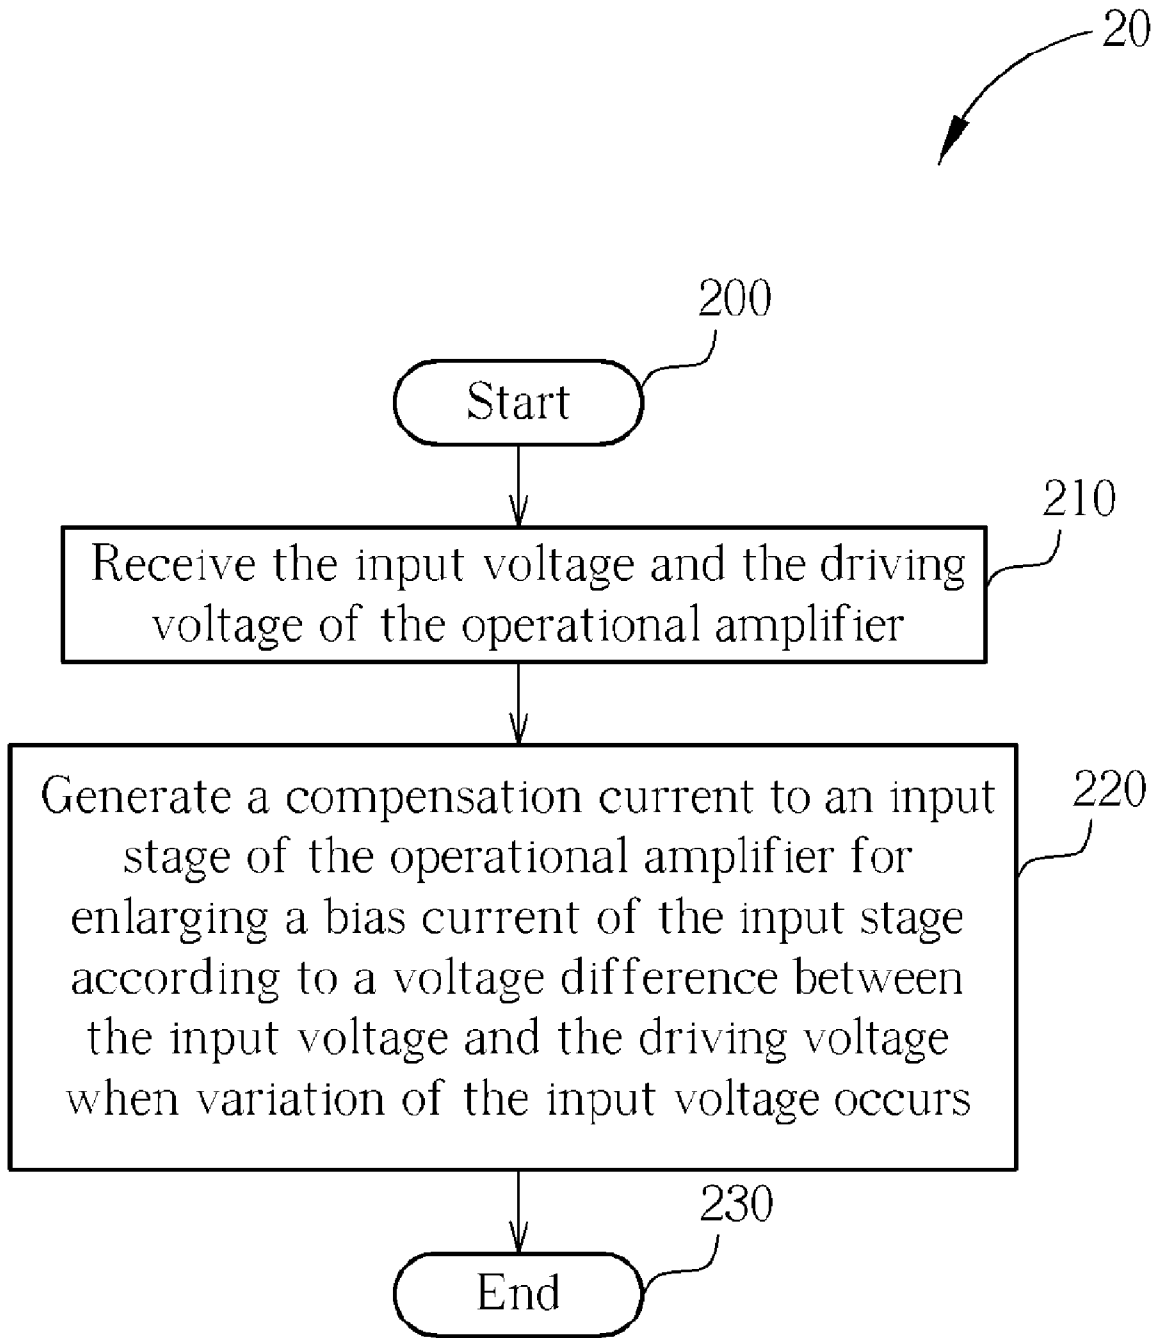 20
200
Start
210
Receive the input voltage and the driving
voltage of the operational amplifier
220
Generate a compensation current to an input
stage of the operational amplifier for
enlarging a bias current of the input stage
according to a voltage difference between
the input voltage and the driving voltage
when variation of the input voltage occurs
230
End